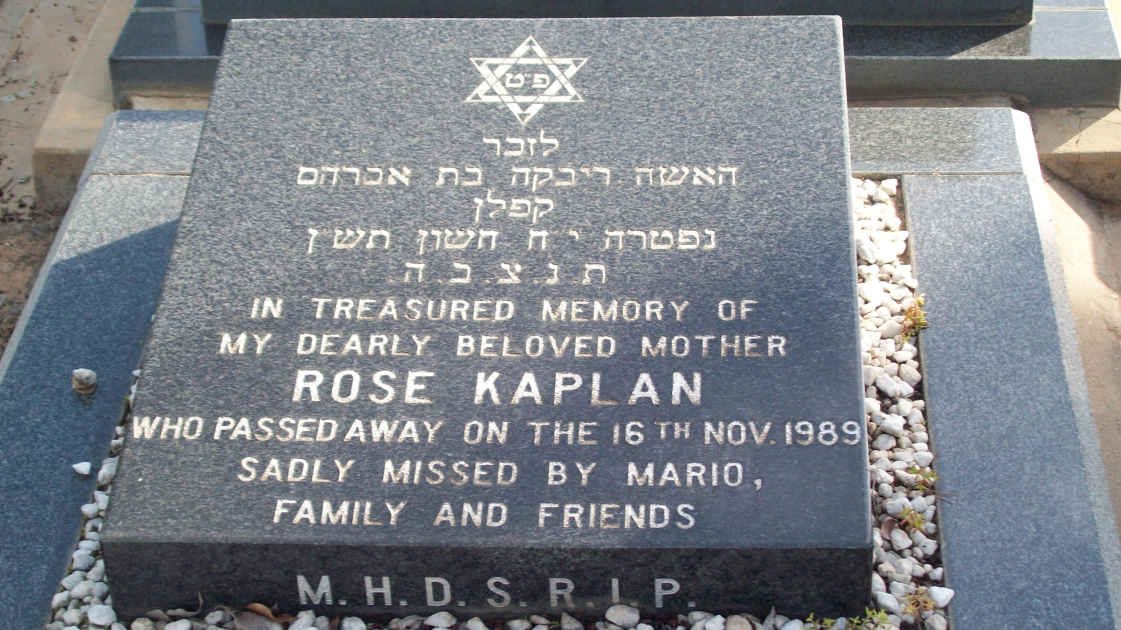 פ"ט
לזכר
האשה ריבקה בת אברהם
קפלן
נפטרה י"ח חשון תש"ן
ת.נ.צ.ב.ה.
IN TREASURED MEMORY OF
MY DEARLY BELOVED MOTHER
ROSE KAPLAN
WHO PASSED AWAY ON THE 16TH NOV. 1989
SADLY MISSED BY MARIO,
FAMILY AND FRIENDS
M.H.D.S.R.I.P.